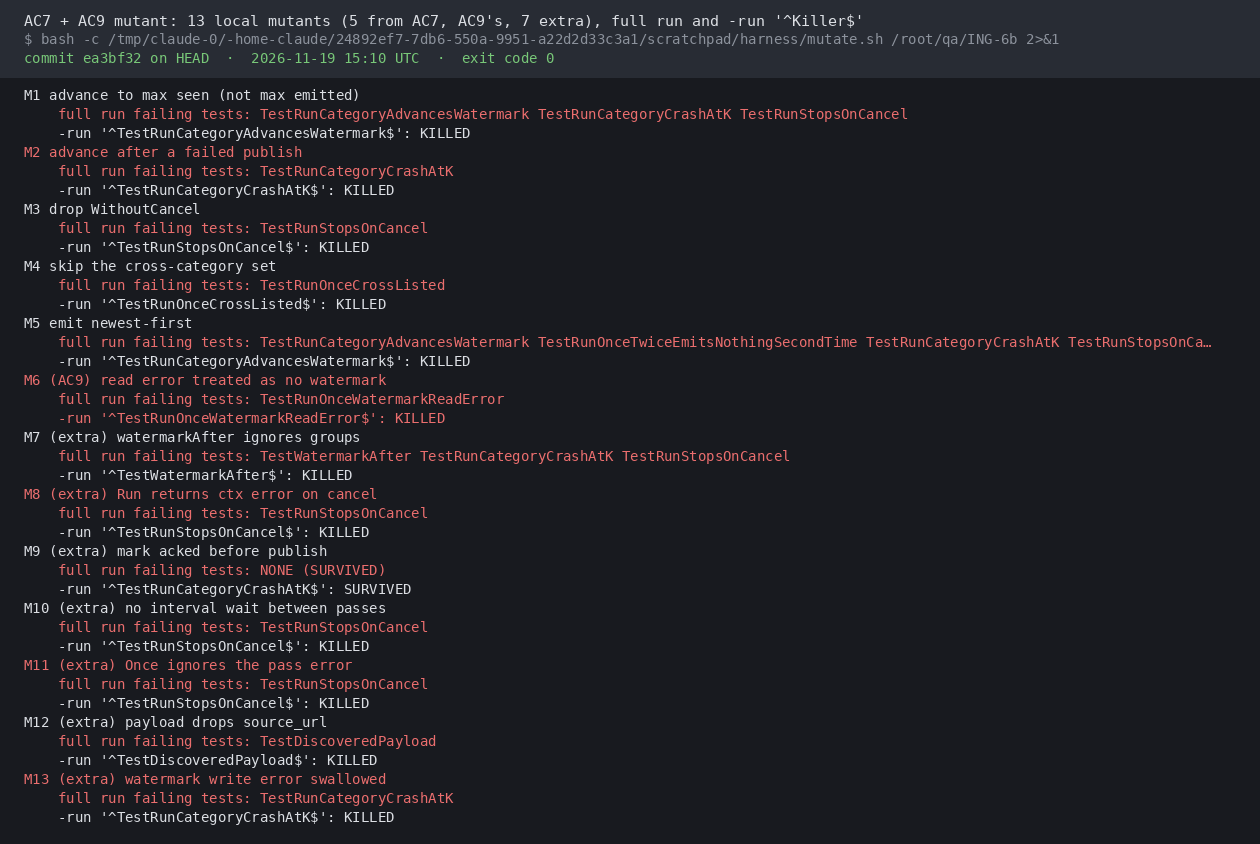 AC7 + AC9 mutant: 13 local mutants (5 from AC7, AC9's, 7 extra), full run and -run '^Killer$'
$ bash -c /tmp/claude-0/-home-claude/24892ef7-7db6-550a-9951-a22d2d33c3a1/scratchpad/harness/mutate.sh /root/qa/ING-6b 2>&1
commit ea3bf32 on HEAD · 2026-11-19 15:10 UTC · exit code 0
M1 advance to max seen (not max emitted)
full run failing tests: TestRunCategoryAdvancesWatermark TestRunCategoryCrashAtK TestRunStopsOnCancel
-run '^TestRunCategoryAdvancesWatermark$': KILLED
M2 advance after a failed publish
full run failing tests: TestRunCategoryCrashAtK
-run '^TestRunCategoryCrashAtK$': KILLED
M3 drop WithoutCancel
full run failing tests: TestRunStopsOnCancel
-run '^TestRunStopsOnCancel$': KILLED
M4 skip the cross-category set
full run failing tests: TestRunOnceCrossListed
-run '^TestRunOnceCrossListed$': KILLED
M5 emit newest-first
full run failing tests: TestRunCategoryAdvancesWatermark TestRunOnceTwiceEmitsNothingSecondTime TestRunCategoryCrashAtK TestRunStopsOnCa…
-run '^TestRunCategoryAdvancesWatermark$': KILLED
M6 (AC9) read error treated as no watermark
full run failing tests: TestRunOnceWatermarkReadError
-run '^TestRunOnceWatermarkReadError$': KILLED
M7 (extra) watermarkAfter ignores groups
full run failing tests: TestWatermarkAfter TestRunCategoryCrashAtK TestRunStopsOnCancel
-run '^TestWatermarkAfter$': KILLED
M8 (extra) Run returns ctx error on cancel
full run failing tests: TestRunStopsOnCancel
-run '^TestRunStopsOnCancel$': KILLED
M9 (extra) mark acked before publish
full run failing tests: NONE (SURVIVED)
-run '^TestRunCategoryCrashAtK$': SURVIVED
M10 (extra) no interval wait between passes
full run failing tests: TestRunStopsOnCancel
-run '^TestRunStopsOnCancel$': KILLED
M11 (extra) Once ignores the pass error
full run failing tests: TestRunStopsOnCancel
-run '^TestRunStopsOnCancel$': KILLED
M12 (extra) payload drops source_url
full run failing tests: TestDiscoveredPayload
-run '^TestDiscoveredPayload$': KILLED
M13 (extra) watermark write error swallowed
full run failing tests: TestRunCategoryCrashAtK
-run '^TestRunCategoryCrashAtK$': KILLED